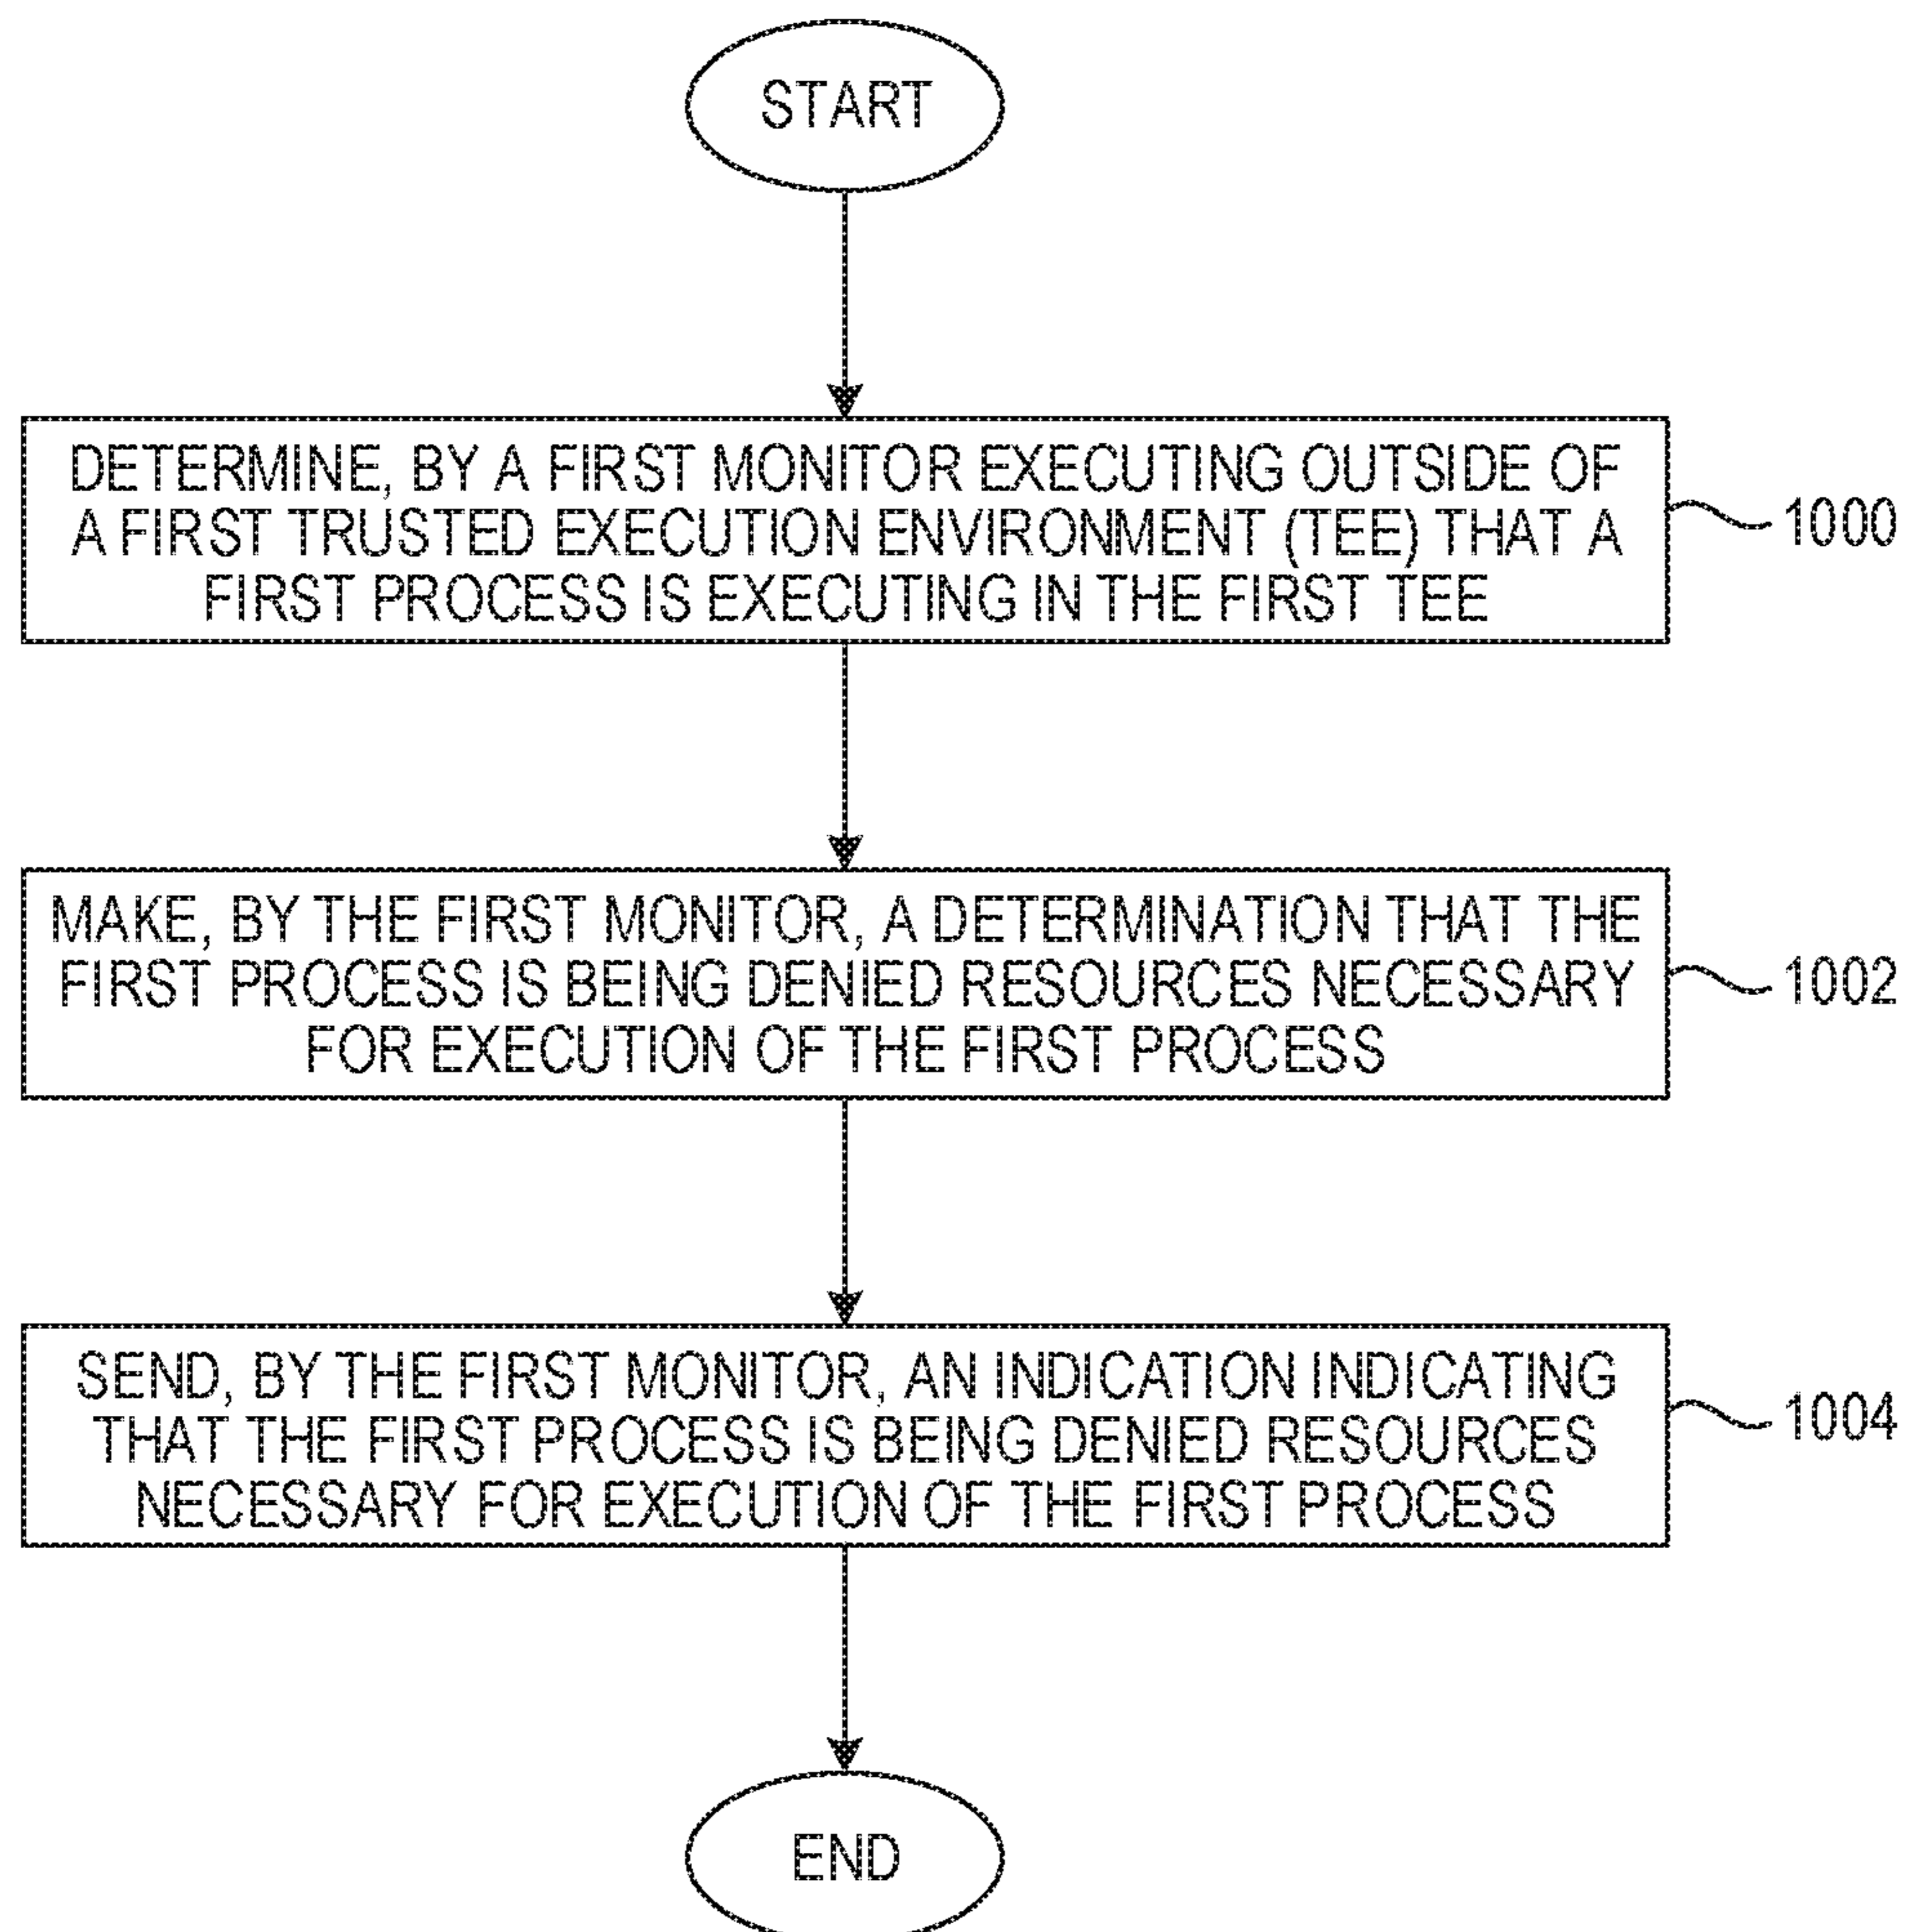 START
DETERMINE, BY A FIRST MONITOR EXECUTING OUTSIDE OF
A FIRST TRUSTED EXECUTION ENVIRONMENT (TEE) THAT A
FIRST PROCESS IS EXECUTING IN THE FIRST TEE
1000
MAKE, BY THE FIRST MONITOR, A DETERMINATION THAT THE
FIRST PROCESS IS BEING DENIED RESOURCES NECESSARY
FOR EXECUTION OF THE FIRST PROCESS
1002
SEND, BY THE FIRST MONITOR, AN INDICATION INDICATING
THAT THE FIRST PROCESS IS BEING DENIED RESOURCES
NECESSARY FOR EXECUTION OF THE FIRST PROCESS
1004
END